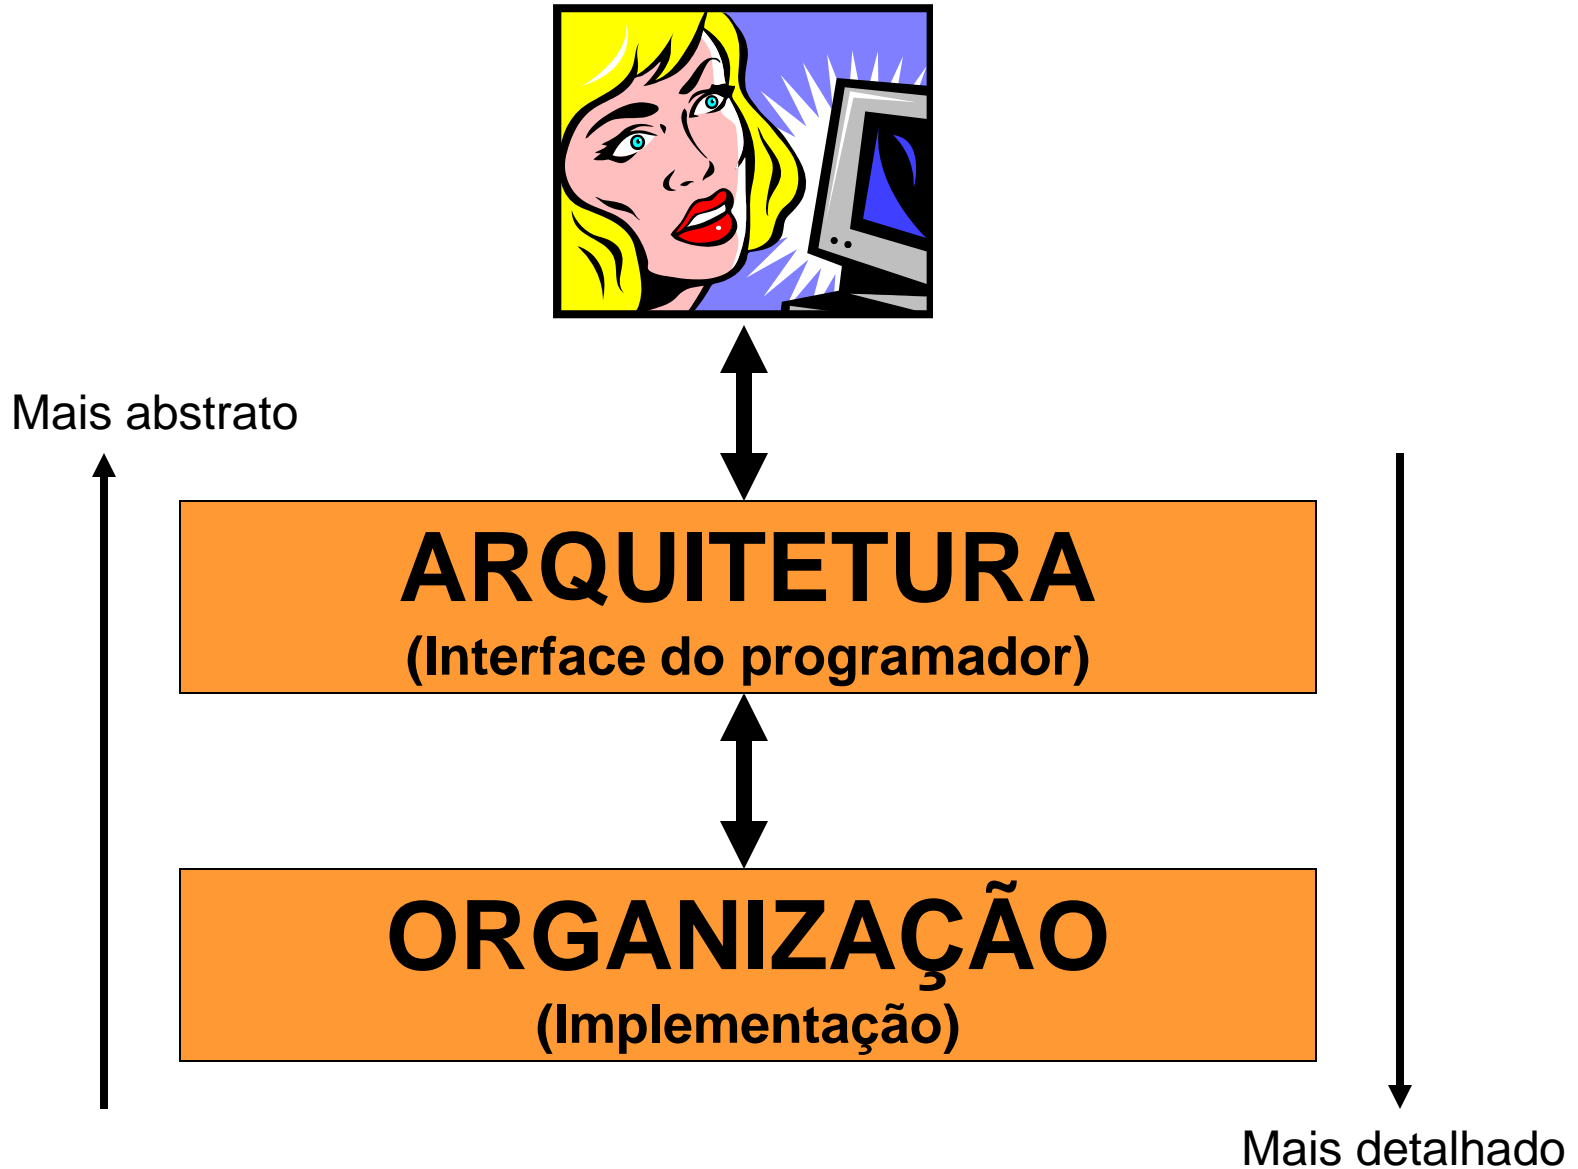 Mais abstrato
ARQUITETURA
(Interface do programador)
ORGANIZAÇÃO
(Implementação)
Mais detalhado